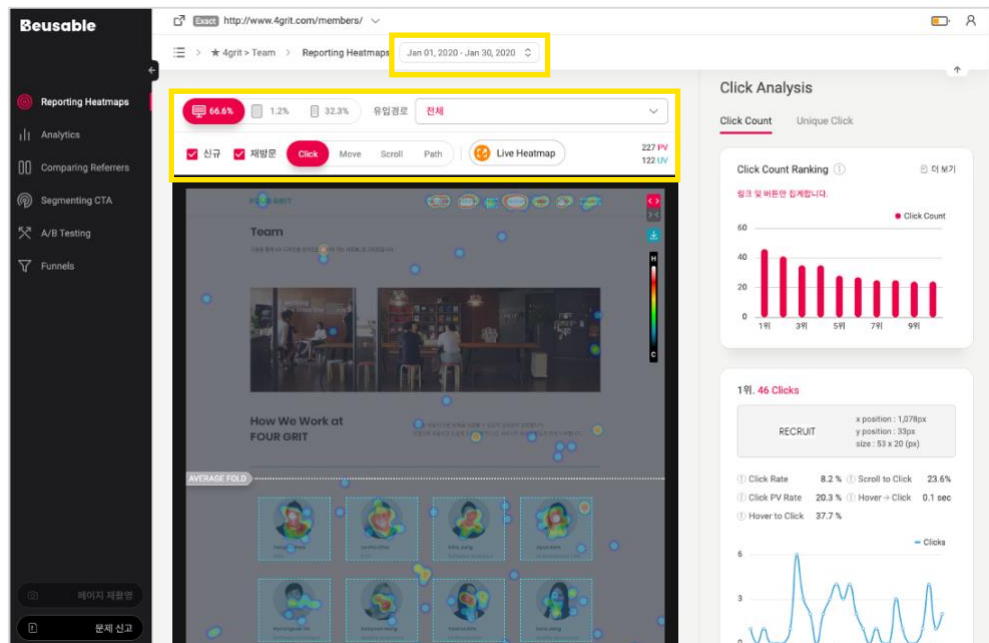 Beusable
Exact http://www.4grit.com/members/
★ 4grit > Team > Reporting Heatmaps Jan 01, 2020 - Jan 30, 2020
Reporting Heatmaps
Analytics
Comparing Referrers
Segmenting CTA
A/B Testing
Funnels
페이지 재촬영
문제 신고
66.6% 1.2% 32.3% 유입경로 전체
신규 재방문 Click Move Scroll Path Live Heatmap
227 PV
122 UV
FOUR GRIT
Team
H
C
How We Work at
FOUR GRIT
AVERAGE FOLD
Click Analysis
Click Count Unique Click
Click Count Ranking 더 보기
링크 및 버튼만 집계합니다.
Click Count
60
40
20
0
1위 3위 5위 7위 9위
1위. 46 Clicks
RECRUIT
x position : 1,078px
y position : 33px
size : 53 x 20 (px)
Click Rate 8.2 % Scroll to Click 23.6%
Click PV Rate 20.3 % Hover → Click 0.1 sec
Hover to Click 37.7 %
Clicks
6
3
0